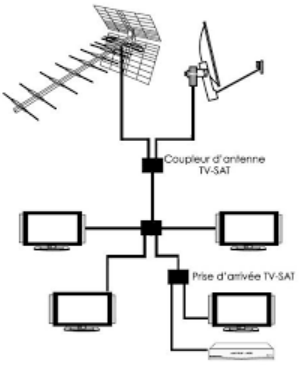 Coupleur d'antenne
TV-SAT
Prise d'arrivée TV-SAT